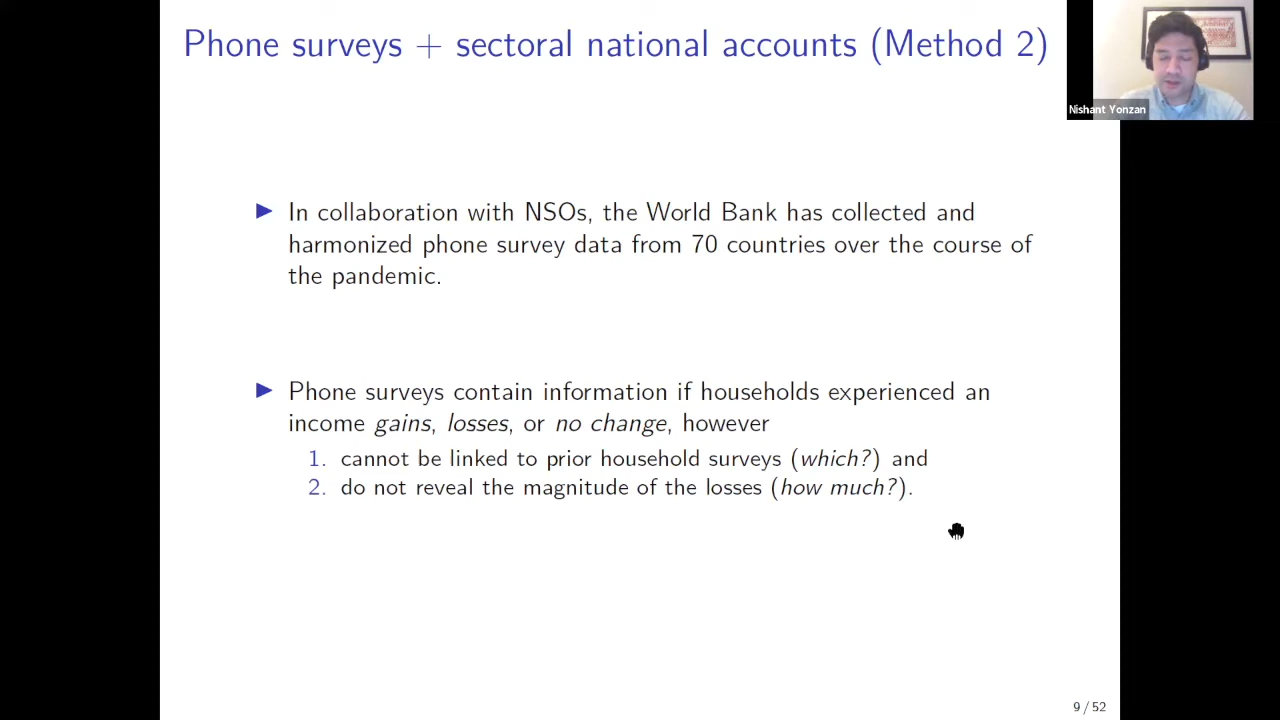 Phone surveys + sectoral national accounts (Method 2)
Nishant Yonzan
▶ In collaboration with NSOs, the World Bank has collected and
harmonized phone survey data from 70 countries over the course of
the pandemic.
▶ Phone surveys contain information if households experienced an
income gains, losses, or no change, however
1. cannot be linked to prior household surveys (which?) and
2. do not reveal the magnitude of the losses (how much?).
9 / 52